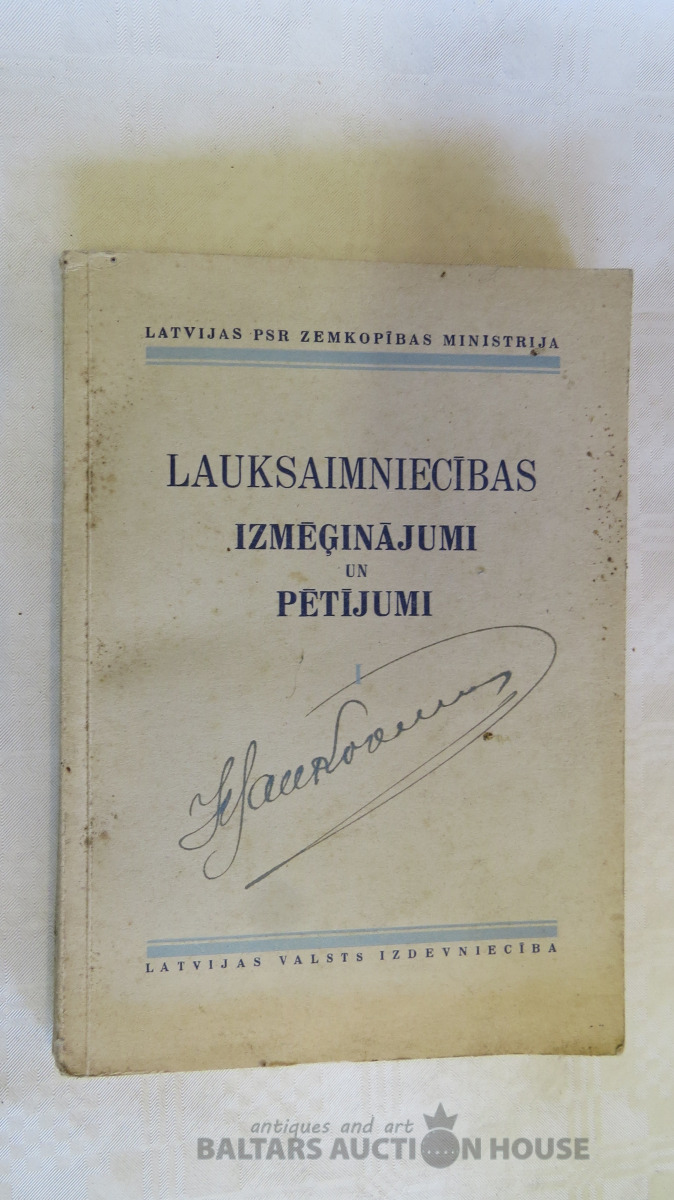 LATVIJAS PSR ZEMKOPĪBAS MINISTRIJA
LAUKSAIMNIECĪBAS
IZMĒĢINĀJUMI
UN
PĒTĪJUMI
I
LATVIJAS VALSTS IZDEVNIECĪBA
antiques and art
BALTARS AUCTION HOUSE